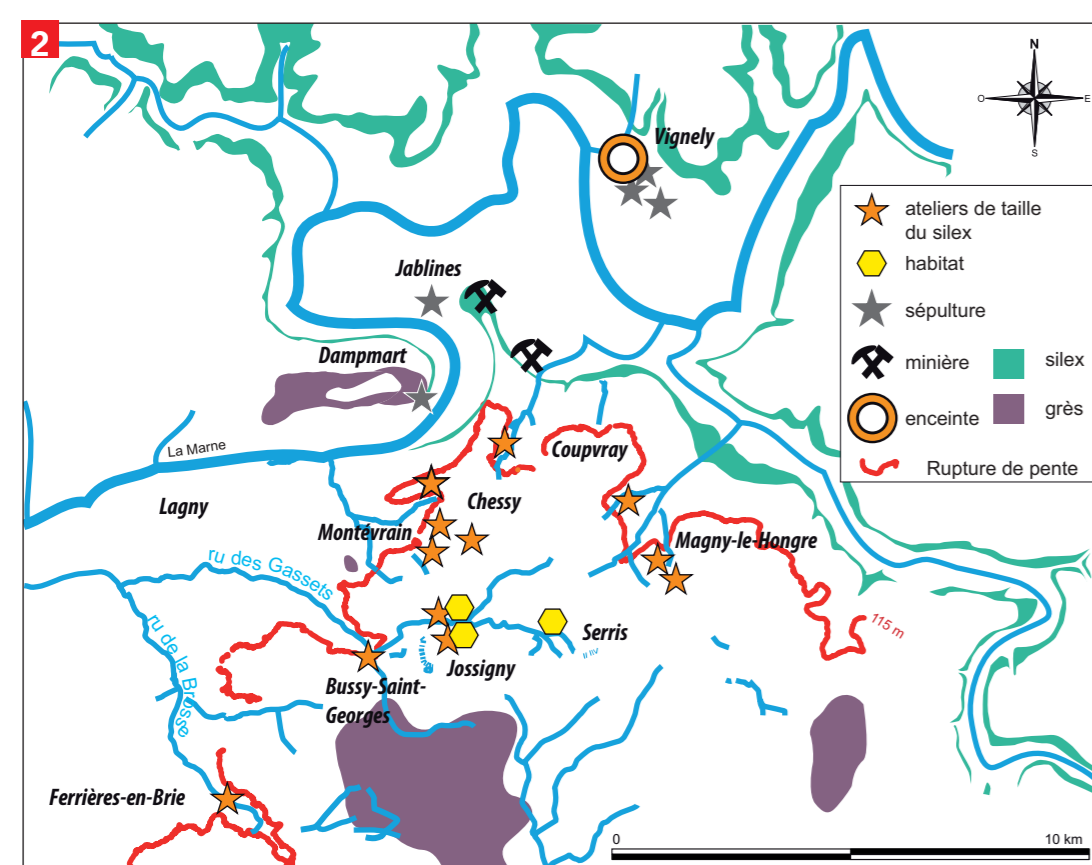 2
N
O
E
S
Vignely
ateliers de taille
du silex
habitat
sépulture
minière
silex
enceinte
grès
Rupture de pente
Jablines
Dampmart
La Marne
Lagny
Coupvray
Chessy
Montévrain
Magny-le-Hongre
ru des Gassets
ru de la Brosse
115 m
Serris
Jossigny
Bussy-Saint-
Georges
Ferrières-en-Brie
0
10 km